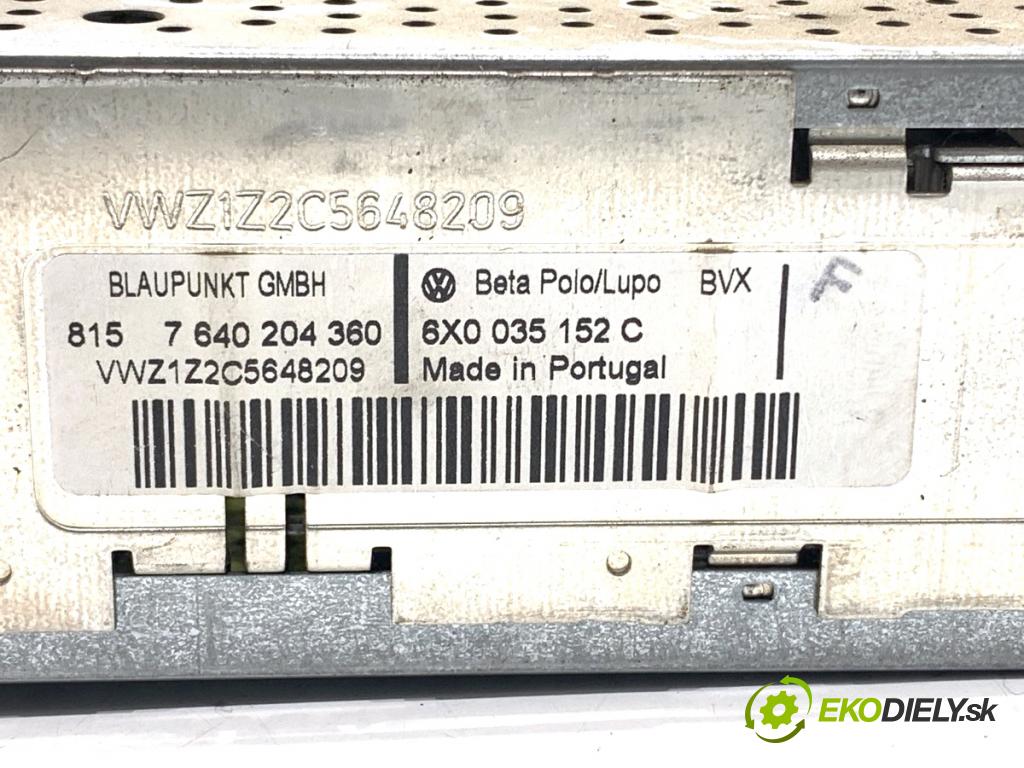 VWZ1Z2C5648209
BLAUPUNKT GMBH
815 7 640 204 360
VWZ1Z2C5648209
VW Beta Polo/Lupo BVX
6X0 035 152 C
Made in Portugal
F
EKODIELY.sk